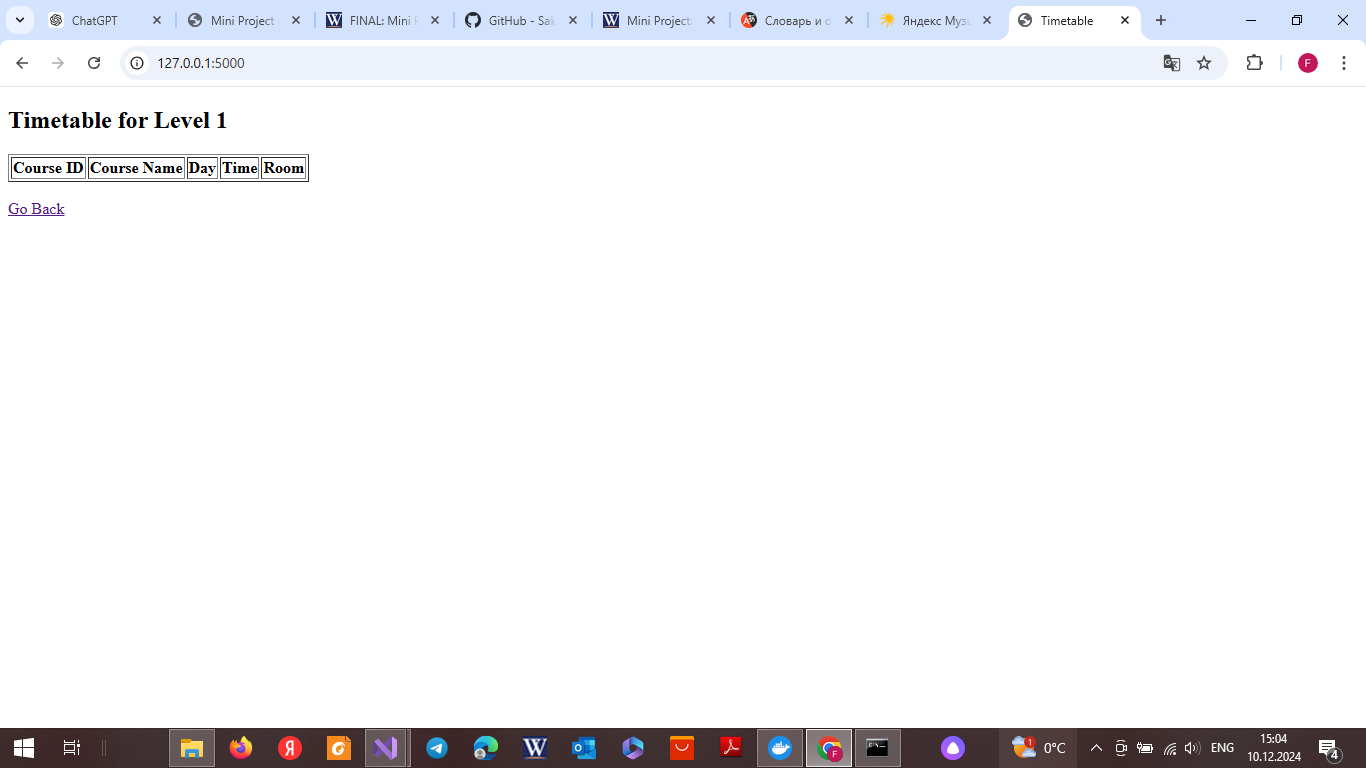 ChatGPT
Mini Project
FINAL: Mini
GitHub - Sak
Mini Project
Словарь и о
Яндекс Муз
Timetable
127.0.0.1:5000
F
Timetable for Level 1
Course ID Course Name Day Time Room
Go Back
0°C
ENG
15:04
10.12.2024
4